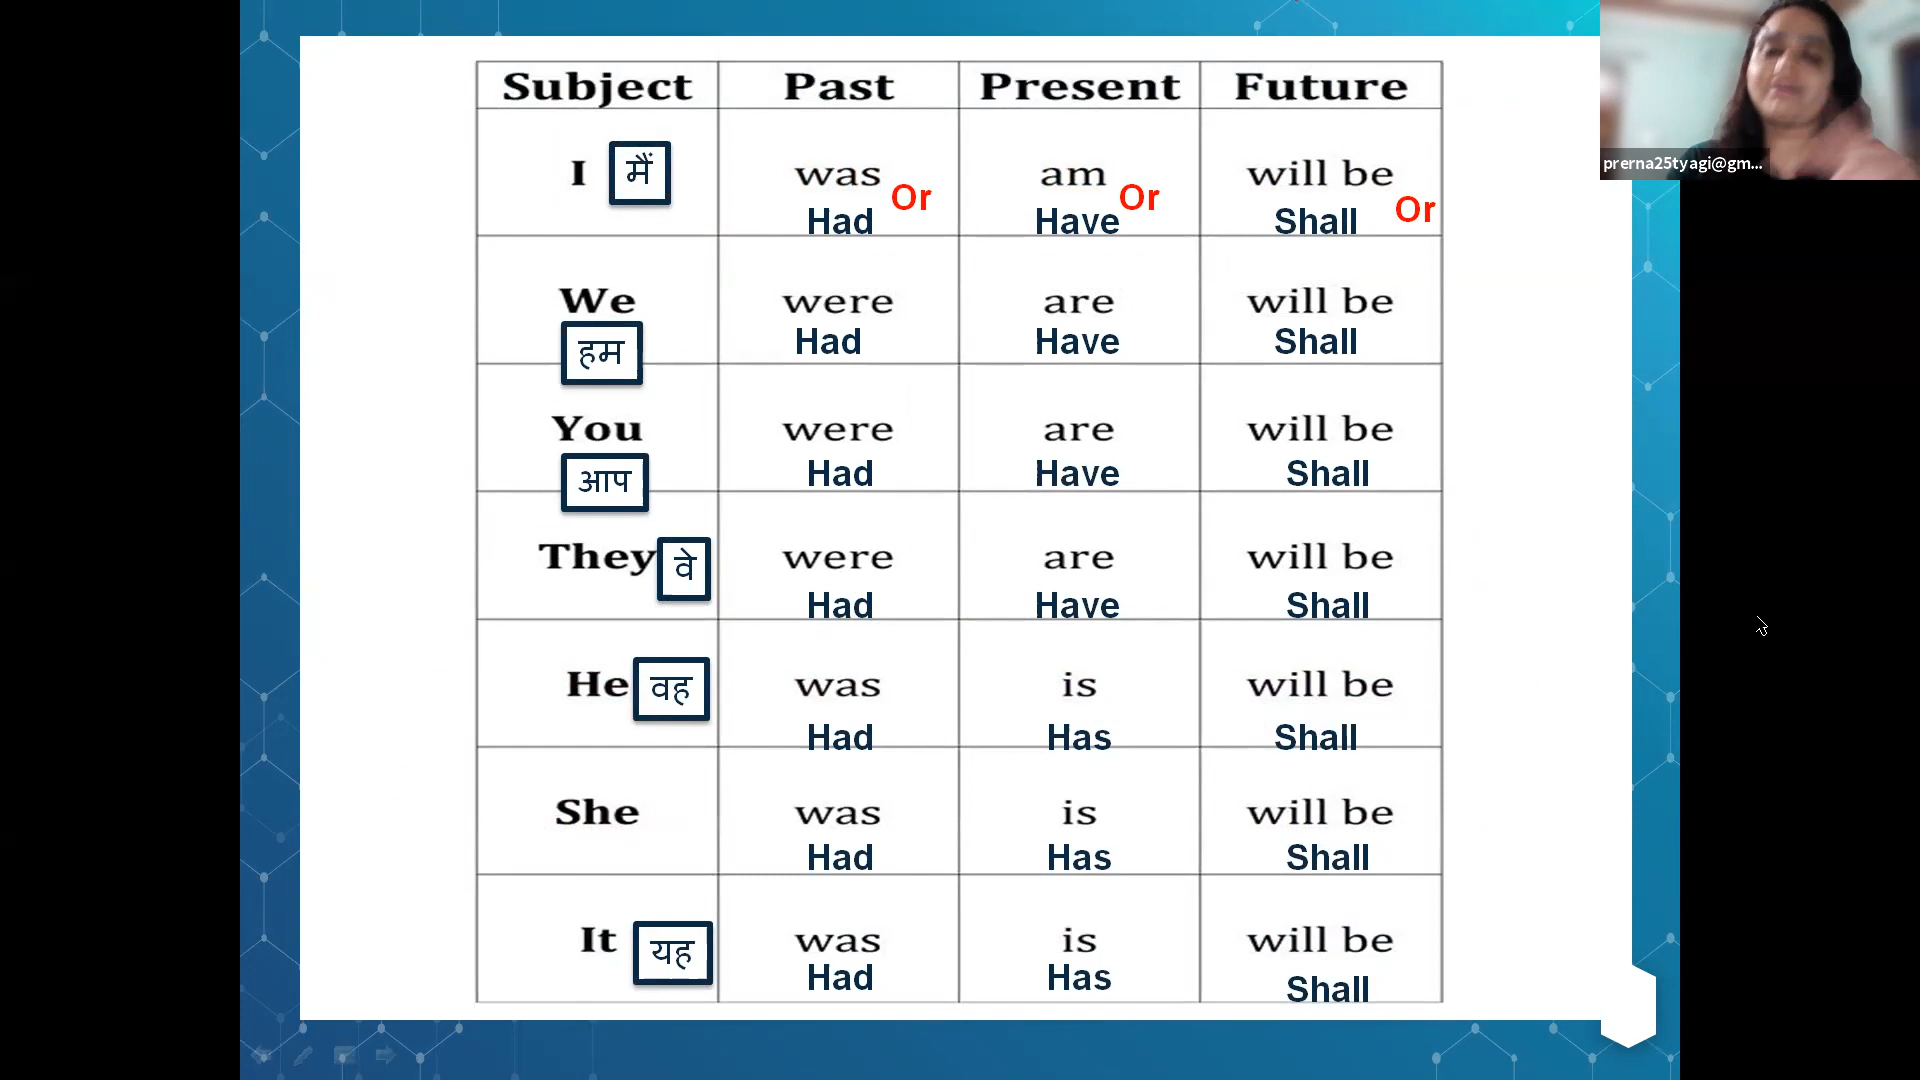 Subject Past Present Future
I मैं was Or Had am Or Have will be Or Shall
We हम were Had are Have will be Shall
You आप were Had are Have will be Shall
They वे were Had are Have will be Shall
He वह was Had is Has will be Shall
She was Had is Has will be Shall
It यह was Had is Has will be Shall
prerna25tyagi@gm...